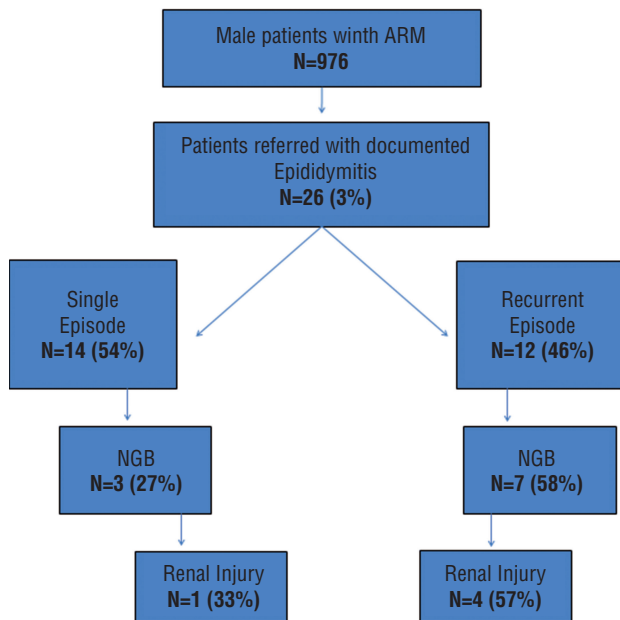 Male patients winth ARM
N=976
Patients referred with documented
Epididymitis
N=26 (3%)
Single
Episode
N=14 (54%)
Recurrent
Episode
N=12 (46%)
NGB
N=3 (27%)
NGB
N=7 (58%)
Renal Injury
N=1 (33%)
Renal Injury
N=4 (57%)